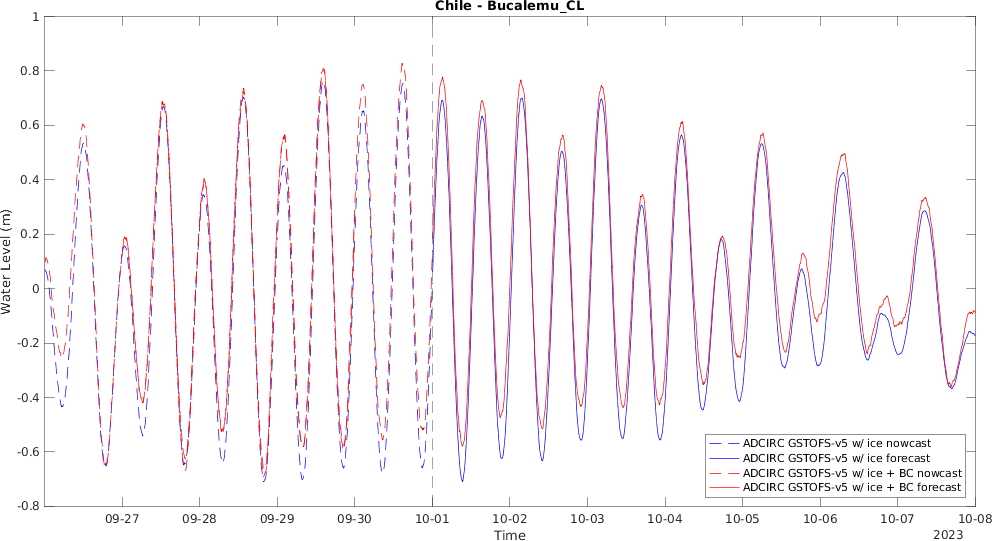 Chile - Bucalemu_CL
1
0.8
0.6
0.4
0.2
0
-0.2
-0.4
-0.6
-0.8
Water Level (m)
09-27 09-28 09-29 09-30 10-01 10-02 10-03 10-04 10-05 10-06 10-07 10-08
Time
2023
ADCIRC GSTOFS-v5 w/ ice nowcast
ADCIRC GSTOFS-v5 w/ ice forecast
ADCIRC GSTOFS-v5 w/ ice + BC nowcast
ADCIRC GSTOFS-v5 w/ ice + BC forecast